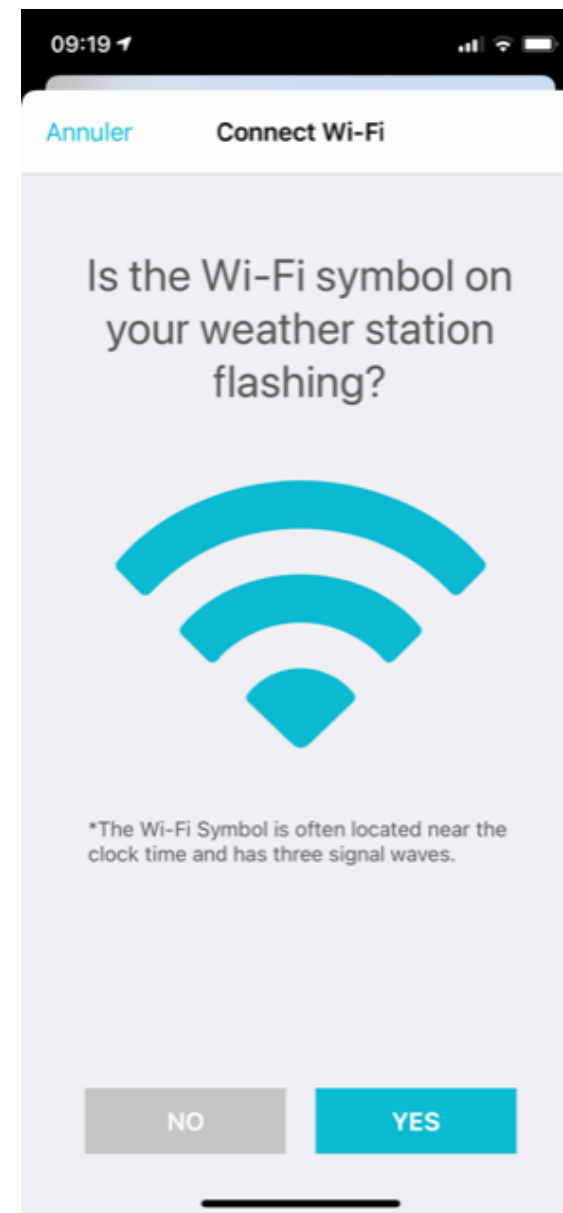 09:19
Annuler
Connect Wi-Fi
Is the Wi-Fi symbol on
your weather station
flashing?
*The Wi-Fi Symbol is often located near the
clock time and has three signal waves.
NO
YES